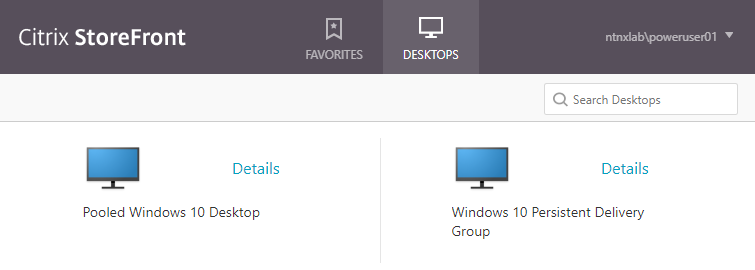 Citrix StoreFront
FAVORITES
DESKTOPS
ntnxlab\poweruser01
Search Desktops
Details
Pooled Windows 10 Desktop
Details
Windows 10 Persistent Delivery
Group